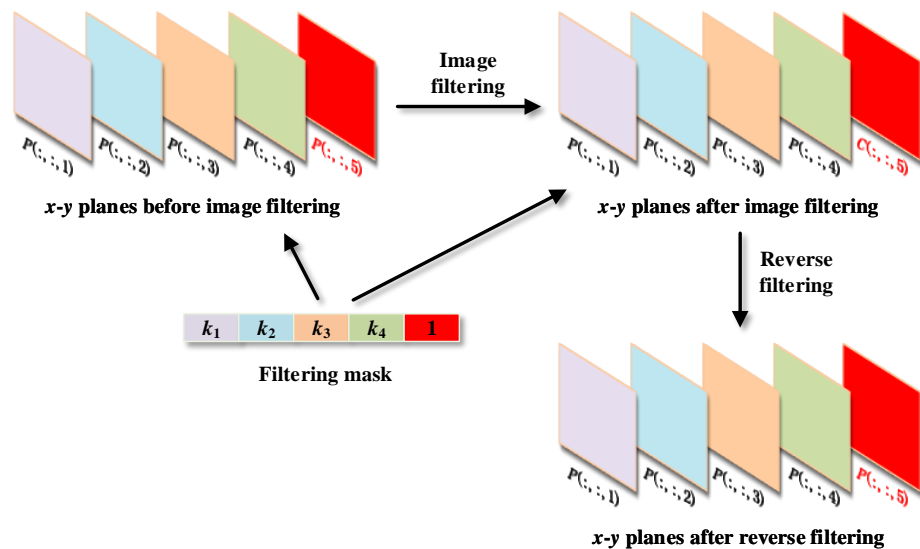 Image
filtering
P(:, :, 1) P(:, :, 2) P(:, :, 3) P(:, :, 4) P(:, :, 5)
P(:, :, 1) P(:, :, 2) P(:, :, 3) P(:, :, 4) C(:, :, 5)
x-y planes before image filtering
x-y planes after image filtering
Reverse
filtering
k₁ k₂ k₃ k₄ 1
Filtering mask
P(:, :, 1) P(:, :, 2) P(:, :, 3) P(:, :, 4) P(:, :, 5)
x-y planes after reverse filtering